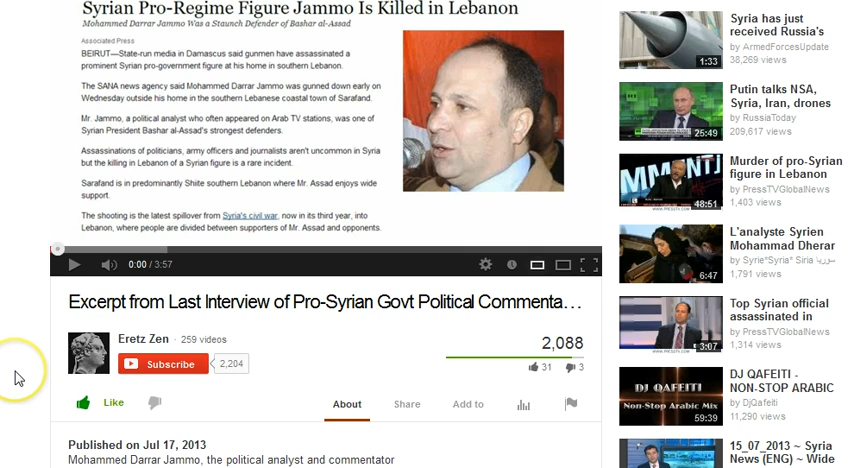 Syrian Pro-Regime Figure Jammo Is Killed in Lebanon
Mohammed Darrar Jammo Was a Staunch Defender of Bashar al-Assad
Associated Press
BEIRUT—State-run media in Damascus said gunmen have assassinated a
prominent Syrian pro-government figure at his home in southern Lebanon.
The SANA news agency said Mohammed Darrar Jammo was gunned down early on
Wednesday outside his home in the southern Lebanese coastal town of Sarafand.
Mr. Jammo, a political analyst who often appeared on Arab TV stations, was one of
Syrian President Bashar al-Assad's strongest defenders.
Assassinations of politicians, army officers and journalists aren't uncommon in Syria
but the killing in Lebanon of a Syrian figure is a rare incident.
Sarafand is in predominantly Shiite southern Lebanon where Mr. Assad enjoys wide
support.
The shooting is the latest spillover from Syria's civil war, now in its third year, into
Lebanon, where people are divided between supporters of Mr. Assad and opponents.
0:00 / 3:57
Excerpt from Last Interview of Pro-Syrian Govt Political Commenta…
Eretz Zen · 259 videos
Subscribe 2,204
2,088
31 3
Like
About Share Add to
Published on Jul 17, 2013
Mohammed Darrar Jammo, the political analyst and commentator
1:33
Syria has just
received Russia's
by ArmedForcesUpdate
38,269 views
25:49
Putin talks NSA,
Syria, Iran, drones
by RussiaToday
209,617 views
48:51
Murder of pro-Syrian
figure in Lebanon
by PressTVGlobalNews
1,403 views
6:47
L'analyste Syrien
Mohammad Dherar
by Syrie*Syria* Siria سوريا
1,791 views
3:07
Top Syrian official
assassinated in
by PressTVGlobalNews
1,314 views
DJ QAFEITI
Non-Stop Arabic Mix
59:39
DJ QAFEITI -
NON-STOP ARABIC
by DjQafeiti
11,290 views
15_07_2013 ~ Syria
News (ENG) ~ Wide